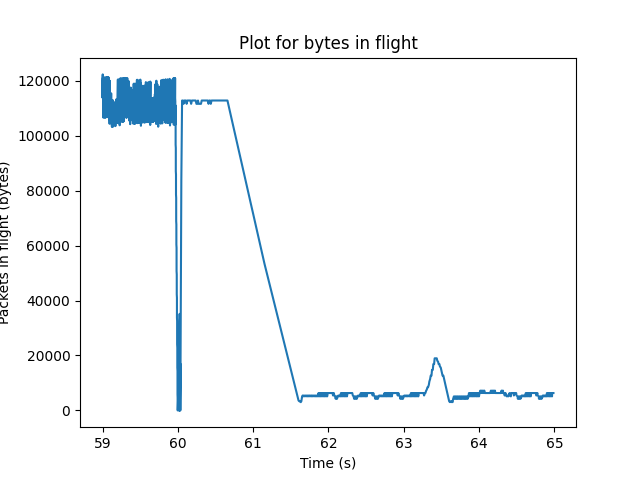 Plot for bytes in flight
120000
100000
80000
60000
40000
20000
0
Packets in flight (bytes)
59 60 61 62 63 64 65
Time (s)